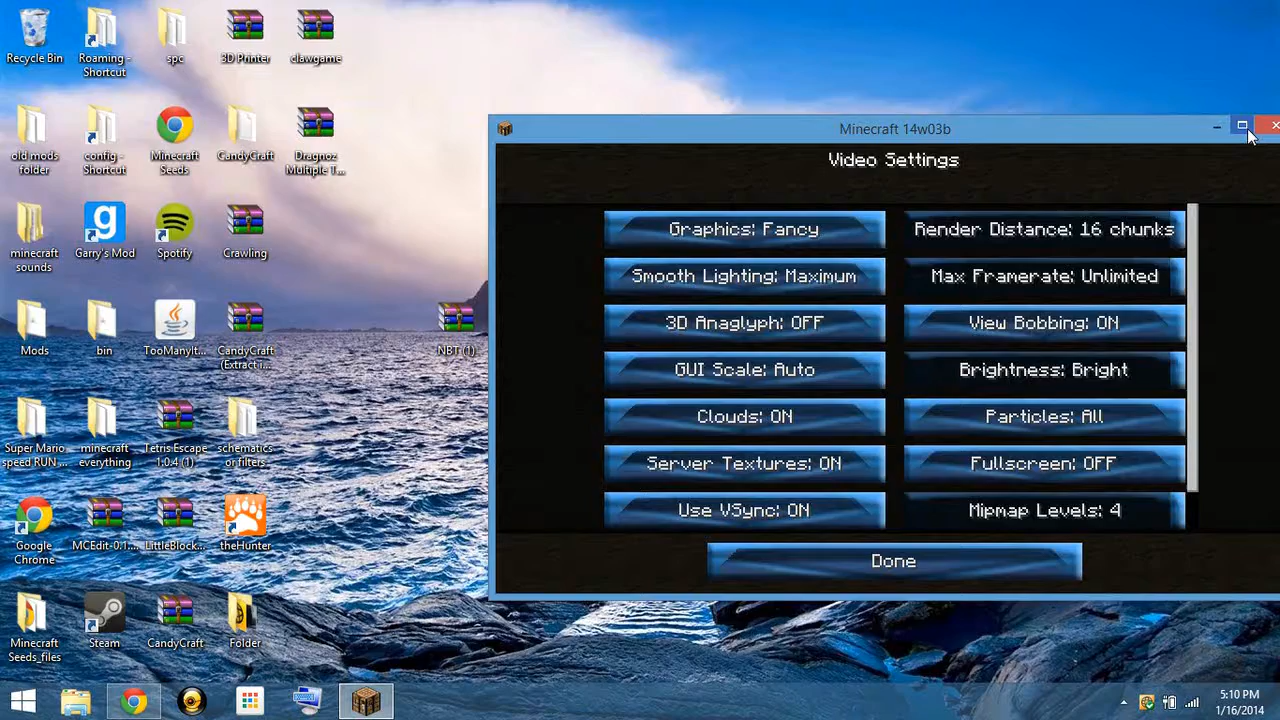 Recycle Bin
Roaming -
Shortcut
spc
3D Printer
clawgame
old mods
folder
config -
Shortcut
Minecraft
Seeds
CandyCraft
Dragnoz
Multiple T...
minecraft
sounds
Garry's Mod
Spotify
Crawling
Mods
bin
TooManyIt...
CandyCraft
(Extract i...
NBT (1)
Super Mario
speed RUN ...
minecraft
everything
Tetris Escape
1.0.4 (1)
schematics
or filters
Google
Chrome
MCEdit-0.1....
LittleBlock...
theHunter
Minecraft
Seeds_files
Steam
CandyCraft
Folder
Minecraft 14w03b
Video Settings
Graphics: Fancy
Render Distance: 16 chunks
Smooth Lighting: Maximum
Max Framerate: Unlimited
3D Anaglyph: OFF
View Bobbing: ON
GUI Scale: Auto
Brightness: Bright
Clouds: ON
Particles: All
Server Textures: ON
Fullscreen: OFF
Use VSync: ON
Mipmap Levels: 4
Done
5:10 PM
1/16/2014